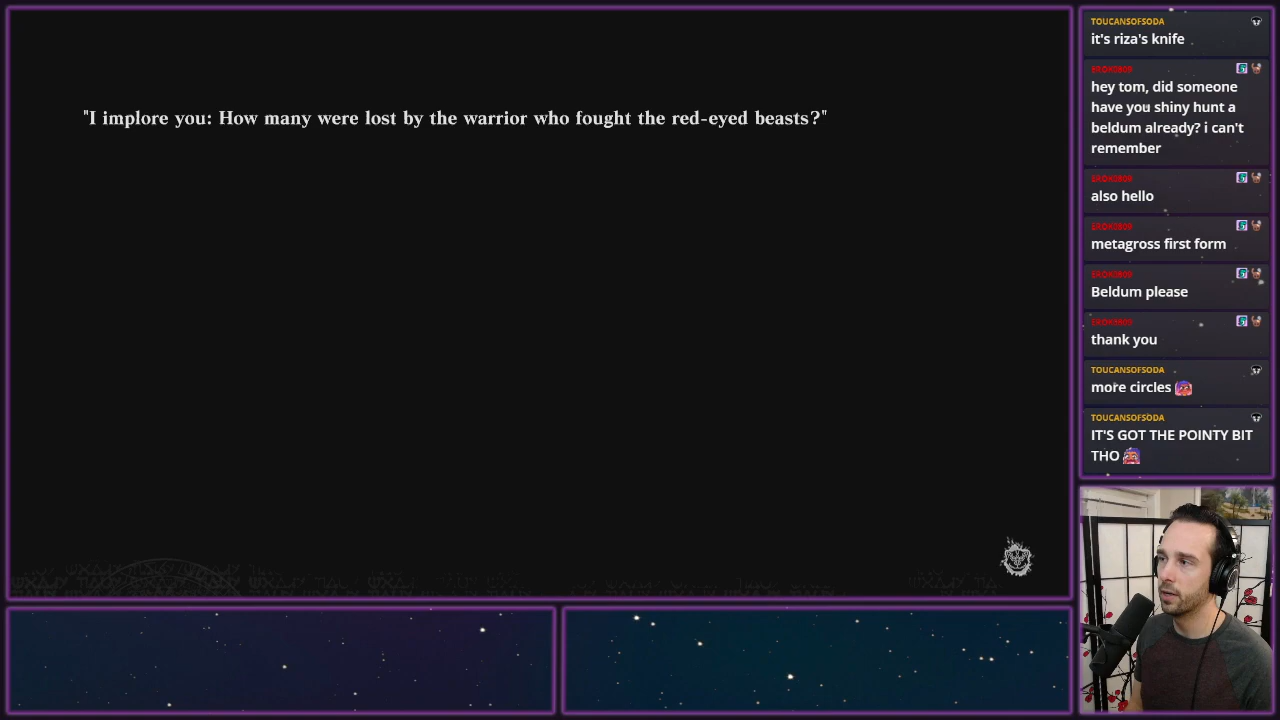 "I implore you: How many were lost by the warrior who fought the red-eyed beasts?"
TOUCANSOFSODA
it's riza's knife
hey tom, did someone
have you shiny hunt a
beldum already? i can't
remember
also hello
metagross first form
Beldum please
thank you
TOUCANSOFSODA
more circles
TOUCANSOFSODA
IT'S GOT THE POINTY BIT
THO